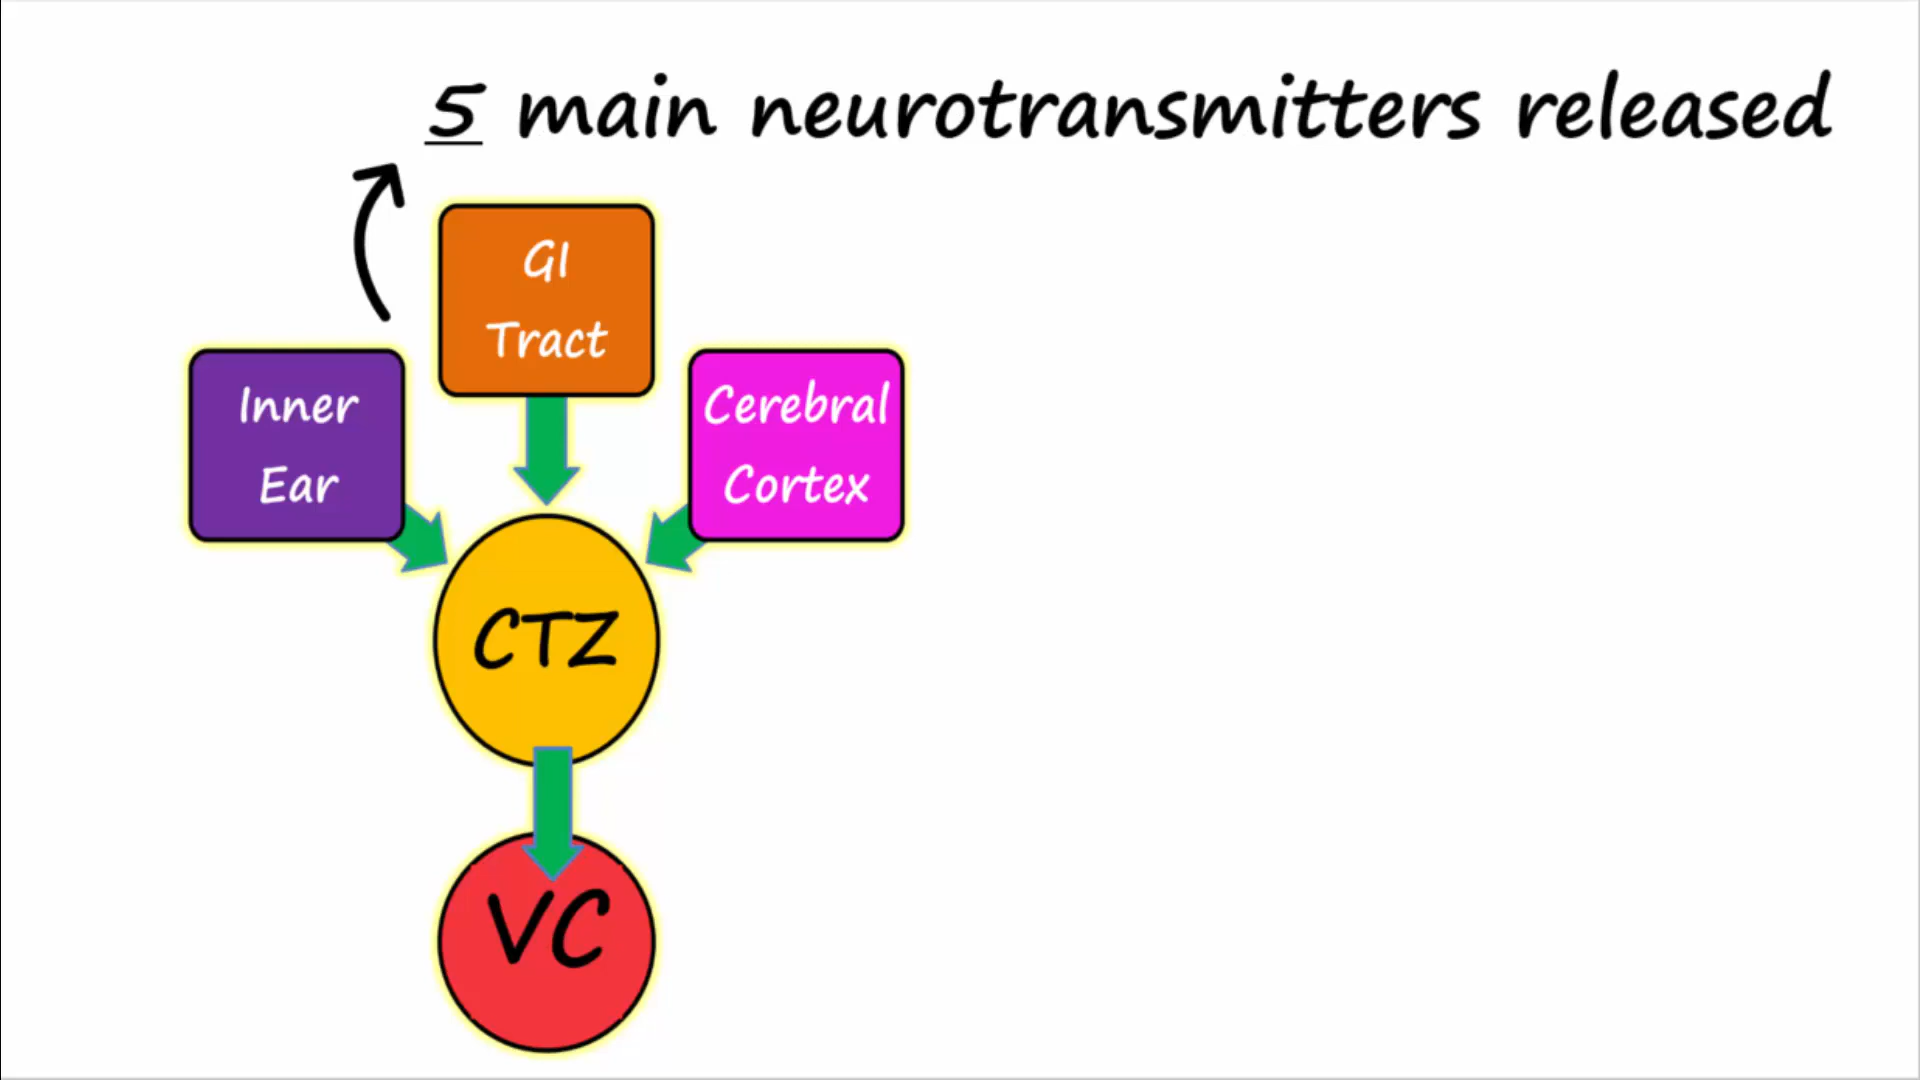 5 main neurotransmitters released
GI
Tract
Inner
Ear
Cerebral
Cortex
CTZ
VC